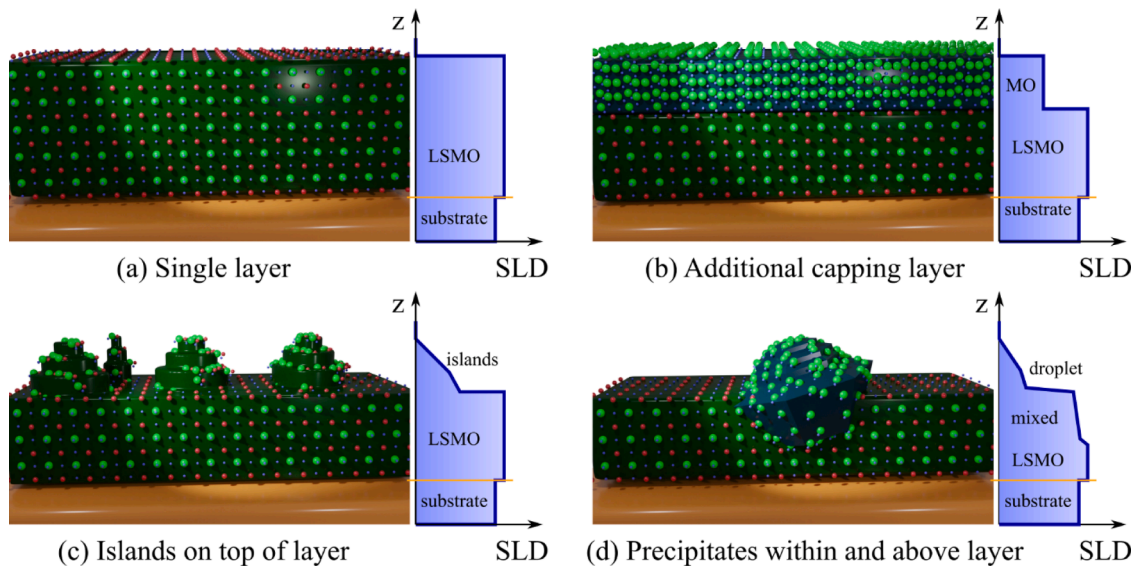 z
LSMO
substrate
SLD
(a) Single layer
z
MO
LSMO
substrate
SLD
(b) Additional capping layer
z
islands
LSMO
substrate
SLD
(c) Islands on top of layer
z
droplet
mixed
LSMO
substrate
SLD
(d) Precipitates within and above layer